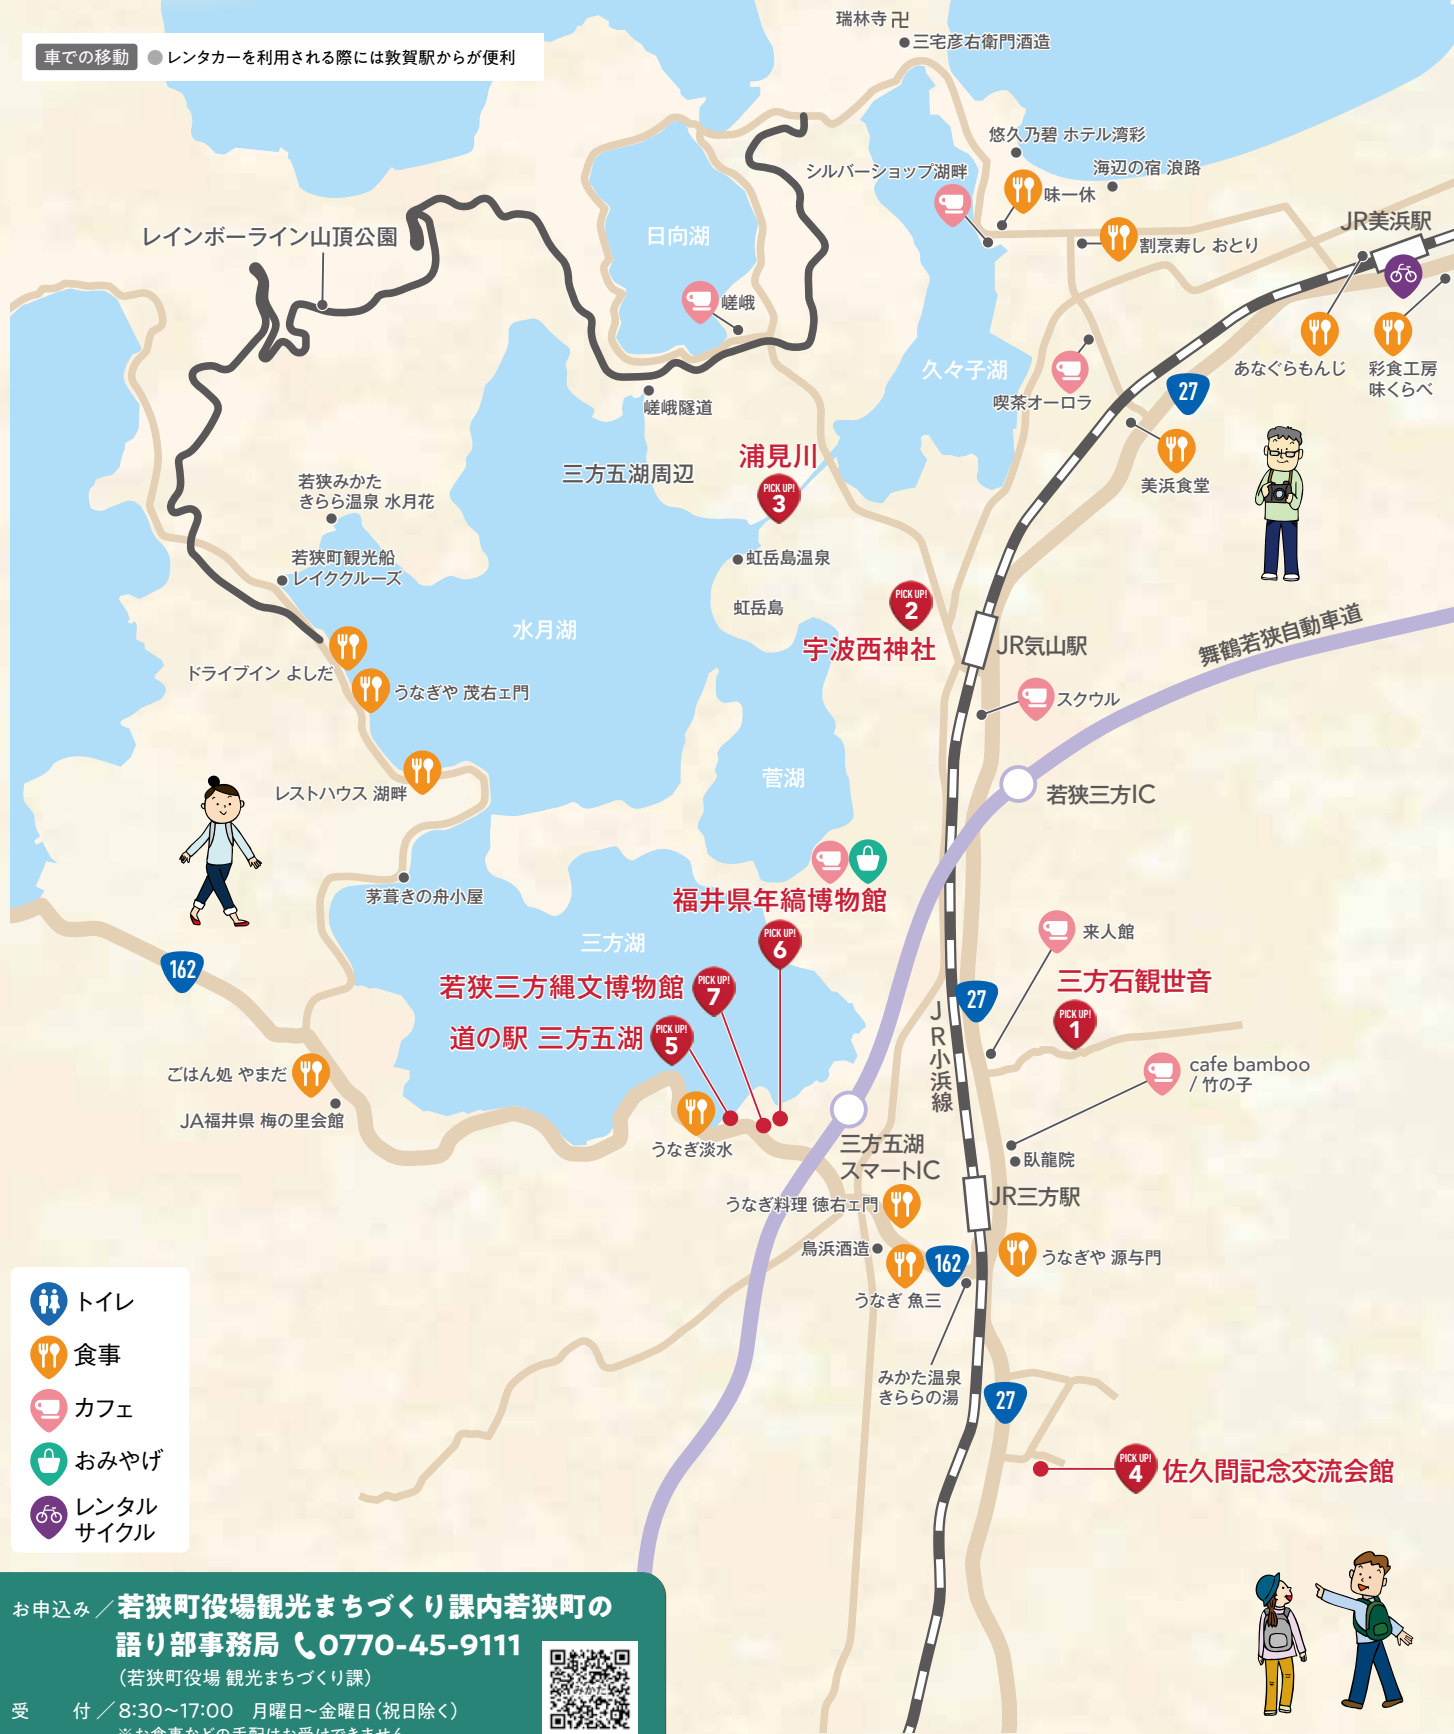 車での移動 ●レンタカーを利用される際には敦賀駅からが便利
瑞林寺卍
三宅彦右衛門酒造
悠久乃碧 ホテル湾彩
海辺の宿 浪路
シルバーショップ湖畔
味一休
割烹寿し おとり
JR美浜駅
レインボーライン山頂公園
日向湖
嵯峨
あなぐらもんじ
彩食工房
味くらべ
久々子湖
喫茶オーロラ
27
嵯峨隧道
浦見川
PICK UP!
3
三方五湖周辺
美浜食堂
若狭みかた
きらら温泉 水月花
若狭町観光船
レイククルーズ
虹岳島温泉
虹岳島
PICK UP!
2
宇波西神社
JR気山駅
舞鶴若狭自動車道
水月湖
ドライブイン よしだ
うなぎや 茂右ェ門
スクウル
菅湖
若狭三方IC
レストハウス 湖畔
茅葺きの舟小屋
福井県年縞博物館
PICK UP!
6
三方湖
来人館
162
若狭三方縄文博物館
PICK UP!
7
三方石観世音
PICK UP!
1
27
JR小浜線
道の駅 三方五湖
PICK UP!
5
cafe bamboo
/ 竹の子
ごはん処 やまだ
JA福井県 梅の里会館
うなぎ淡水
三方五湖
スマートIC
臥龍院
JR三方駅
うなぎ料理 徳右ェ門
鳥浜酒造
162
うなぎや 源与門
うなぎ 魚三
みかた温泉
きららの湯
27
PICK UP!
4
佐久間記念交流会館
トイレ
食事
カフェ
おみやげ
レンタル
サイクル
お申込み／若狭町役場観光まちづくり課内若狭町の
語り部事務局 0770-45-9111
（若狭町役場 観光まちづくり課）
みかた
受 付／8:30～17:00 月曜日～金曜日（祝日除く）
※お食事などの手配はお受けできません